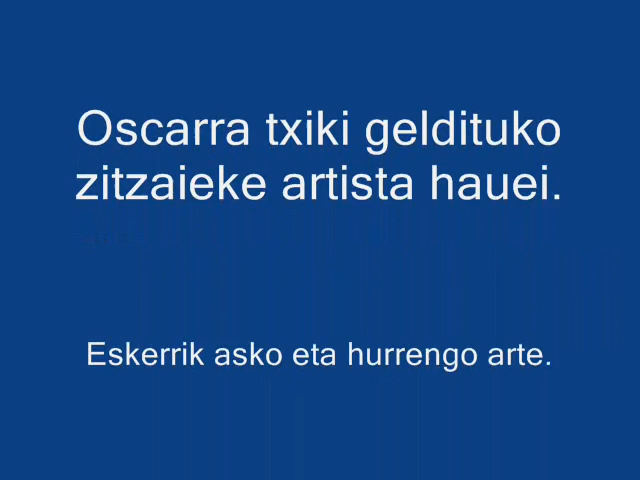 Oscarra txiki geldituko
zitzaieke artista hauei.
Eskerrik asko eta hurrengo arte.